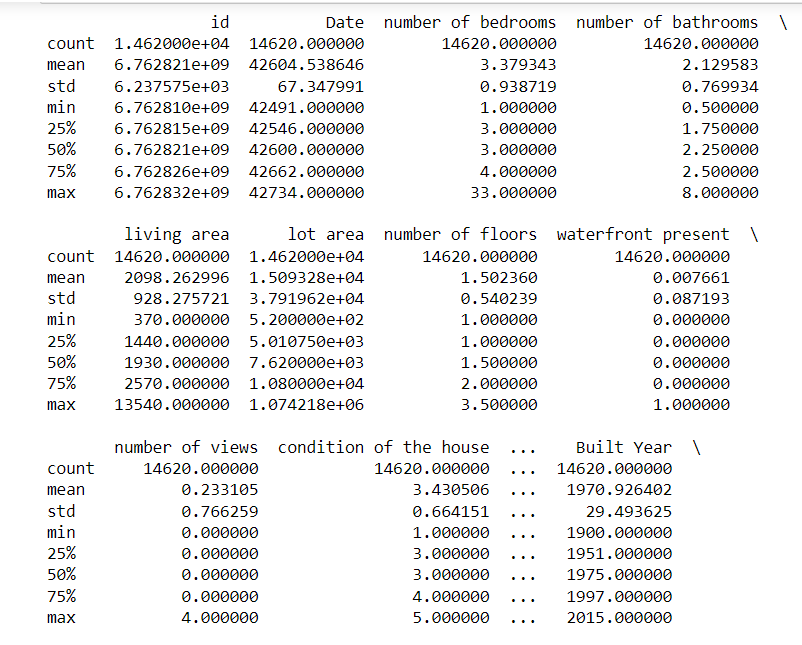 id Date number of bedrooms number of bathrooms \
count 1.462000e+04 14620.000000 14620.000000 14620.000000
mean 6.762821e+09 42604.538646 3.379343 2.129583
std 6.237575e+03 67.347991 0.938719 0.769934
min 6.762810e+09 42491.000000 1.000000 0.500000
25% 6.762815e+09 42546.000000 3.000000 1.750000
50% 6.762821e+09 42600.000000 3.000000 2.250000
75% 6.762826e+09 42662.000000 4.000000 2.500000
max 6.762832e+09 42734.000000 33.000000 8.000000
living area lot area number of floors waterfront present \
count 14620.000000 1.462000e+04 14620.000000 14620.000000
mean 2098.262996 1.509328e+04 1.502360 0.007661
std 928.275721 3.791962e+04 0.540239 0.087193
min 370.000000 5.200000e+02 1.000000 0.000000
25% 1440.000000 5.010750e+03 1.000000 0.000000
50% 1930.000000 7.620000e+03 1.500000 0.000000
75% 2570.000000 1.080000e+04 2.000000 0.000000
max 13540.000000 1.074218e+06 3.500000 1.000000
number of views condition of the house ... Built Year \
count 14620.000000 14620.000000 ... 14620.000000
mean 0.233105 3.430506 ... 1970.926402
std 0.766259 0.664151 ... 29.493625
min 0.000000 1.000000 ... 1900.000000
25% 0.000000 3.000000 ... 1951.000000
50% 0.000000 3.000000 ... 1975.000000
75% 0.000000 4.000000 ... 1997.000000
max 4.000000 5.000000 ... 2015.000000